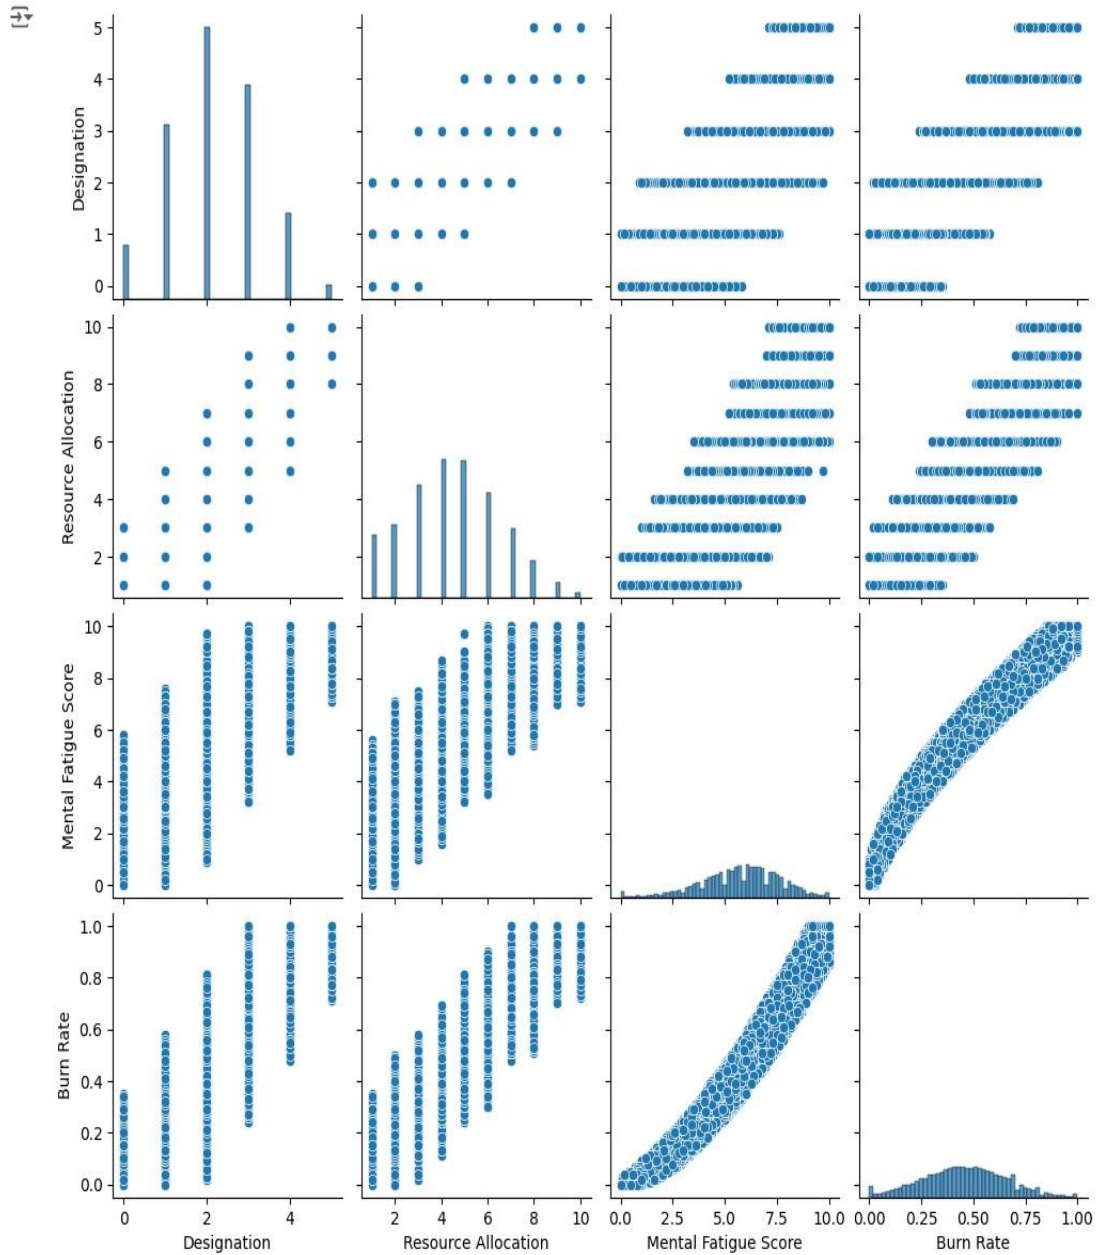 5
4
3
2
1
0
Designation
10
8
6
4
2
Resource Allocation
10
8
6
4
2
0
Mental Fatigue Score
1.0
0.8
0.6
0.4
0.2
0.0
Burn Rate
0 2 4
2 4 6 8 10
0.0 2.5 5.0 7.5 10.0
0.00 0.25 0.50 0.75 1.00
Designation Resource Allocation Mental Fatigue Score Burn Rate